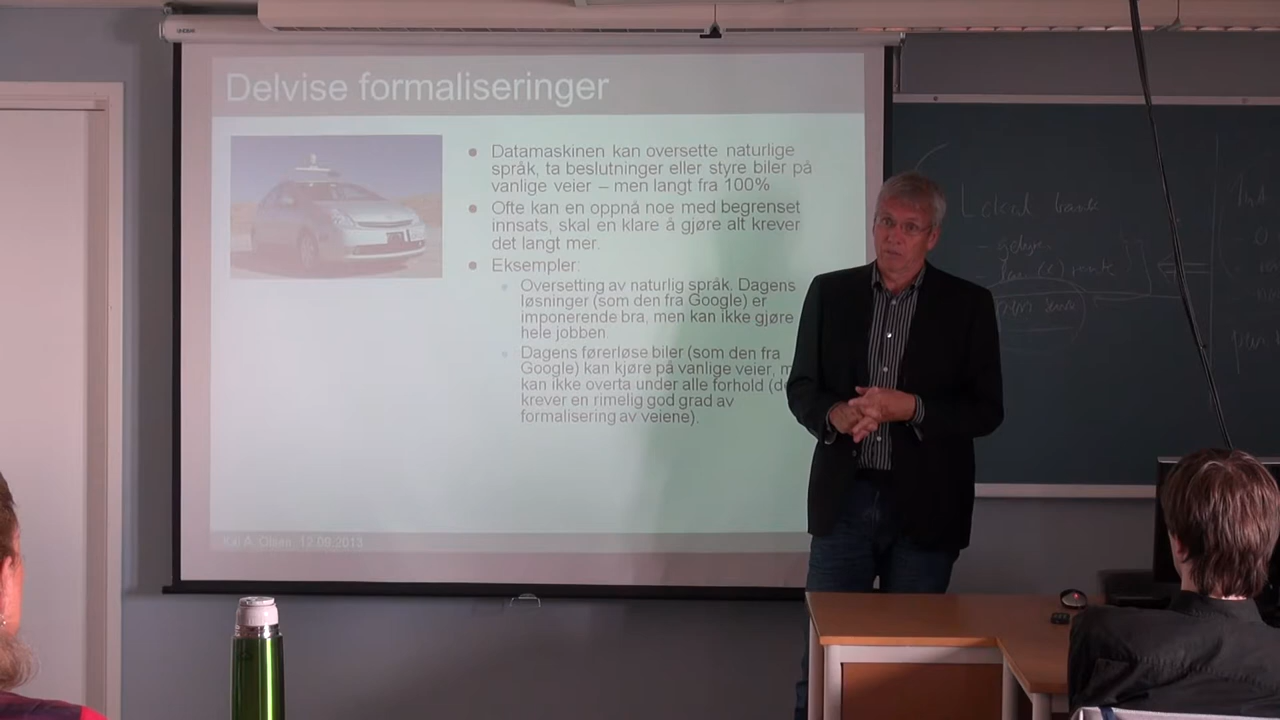 Delvise formaliseringer
Datamaskinen kan oversette naturlige
språk, ta beslutninger eller styre biler på
vanlige veier – men langt fra 100%
Ofte kan en oppnå noe med begrenset
innsats, skal en klare å gjøre alt krever
det langt mer.
Eksempler:
Oversetting av naturlig språk. Dagens
løsninger (som den fra Google) er
imponerende bra, men kan ikke gjøre
hele jobben.
Dagens førerløse biler (som den fra
Google) kan kjøre på vanlige veier,
kan ikke overta under alle forhold
krever en rimelig god grad av
formalisering av veiene).
Kai A. Olsen, 12.09.2013
Lokal bank